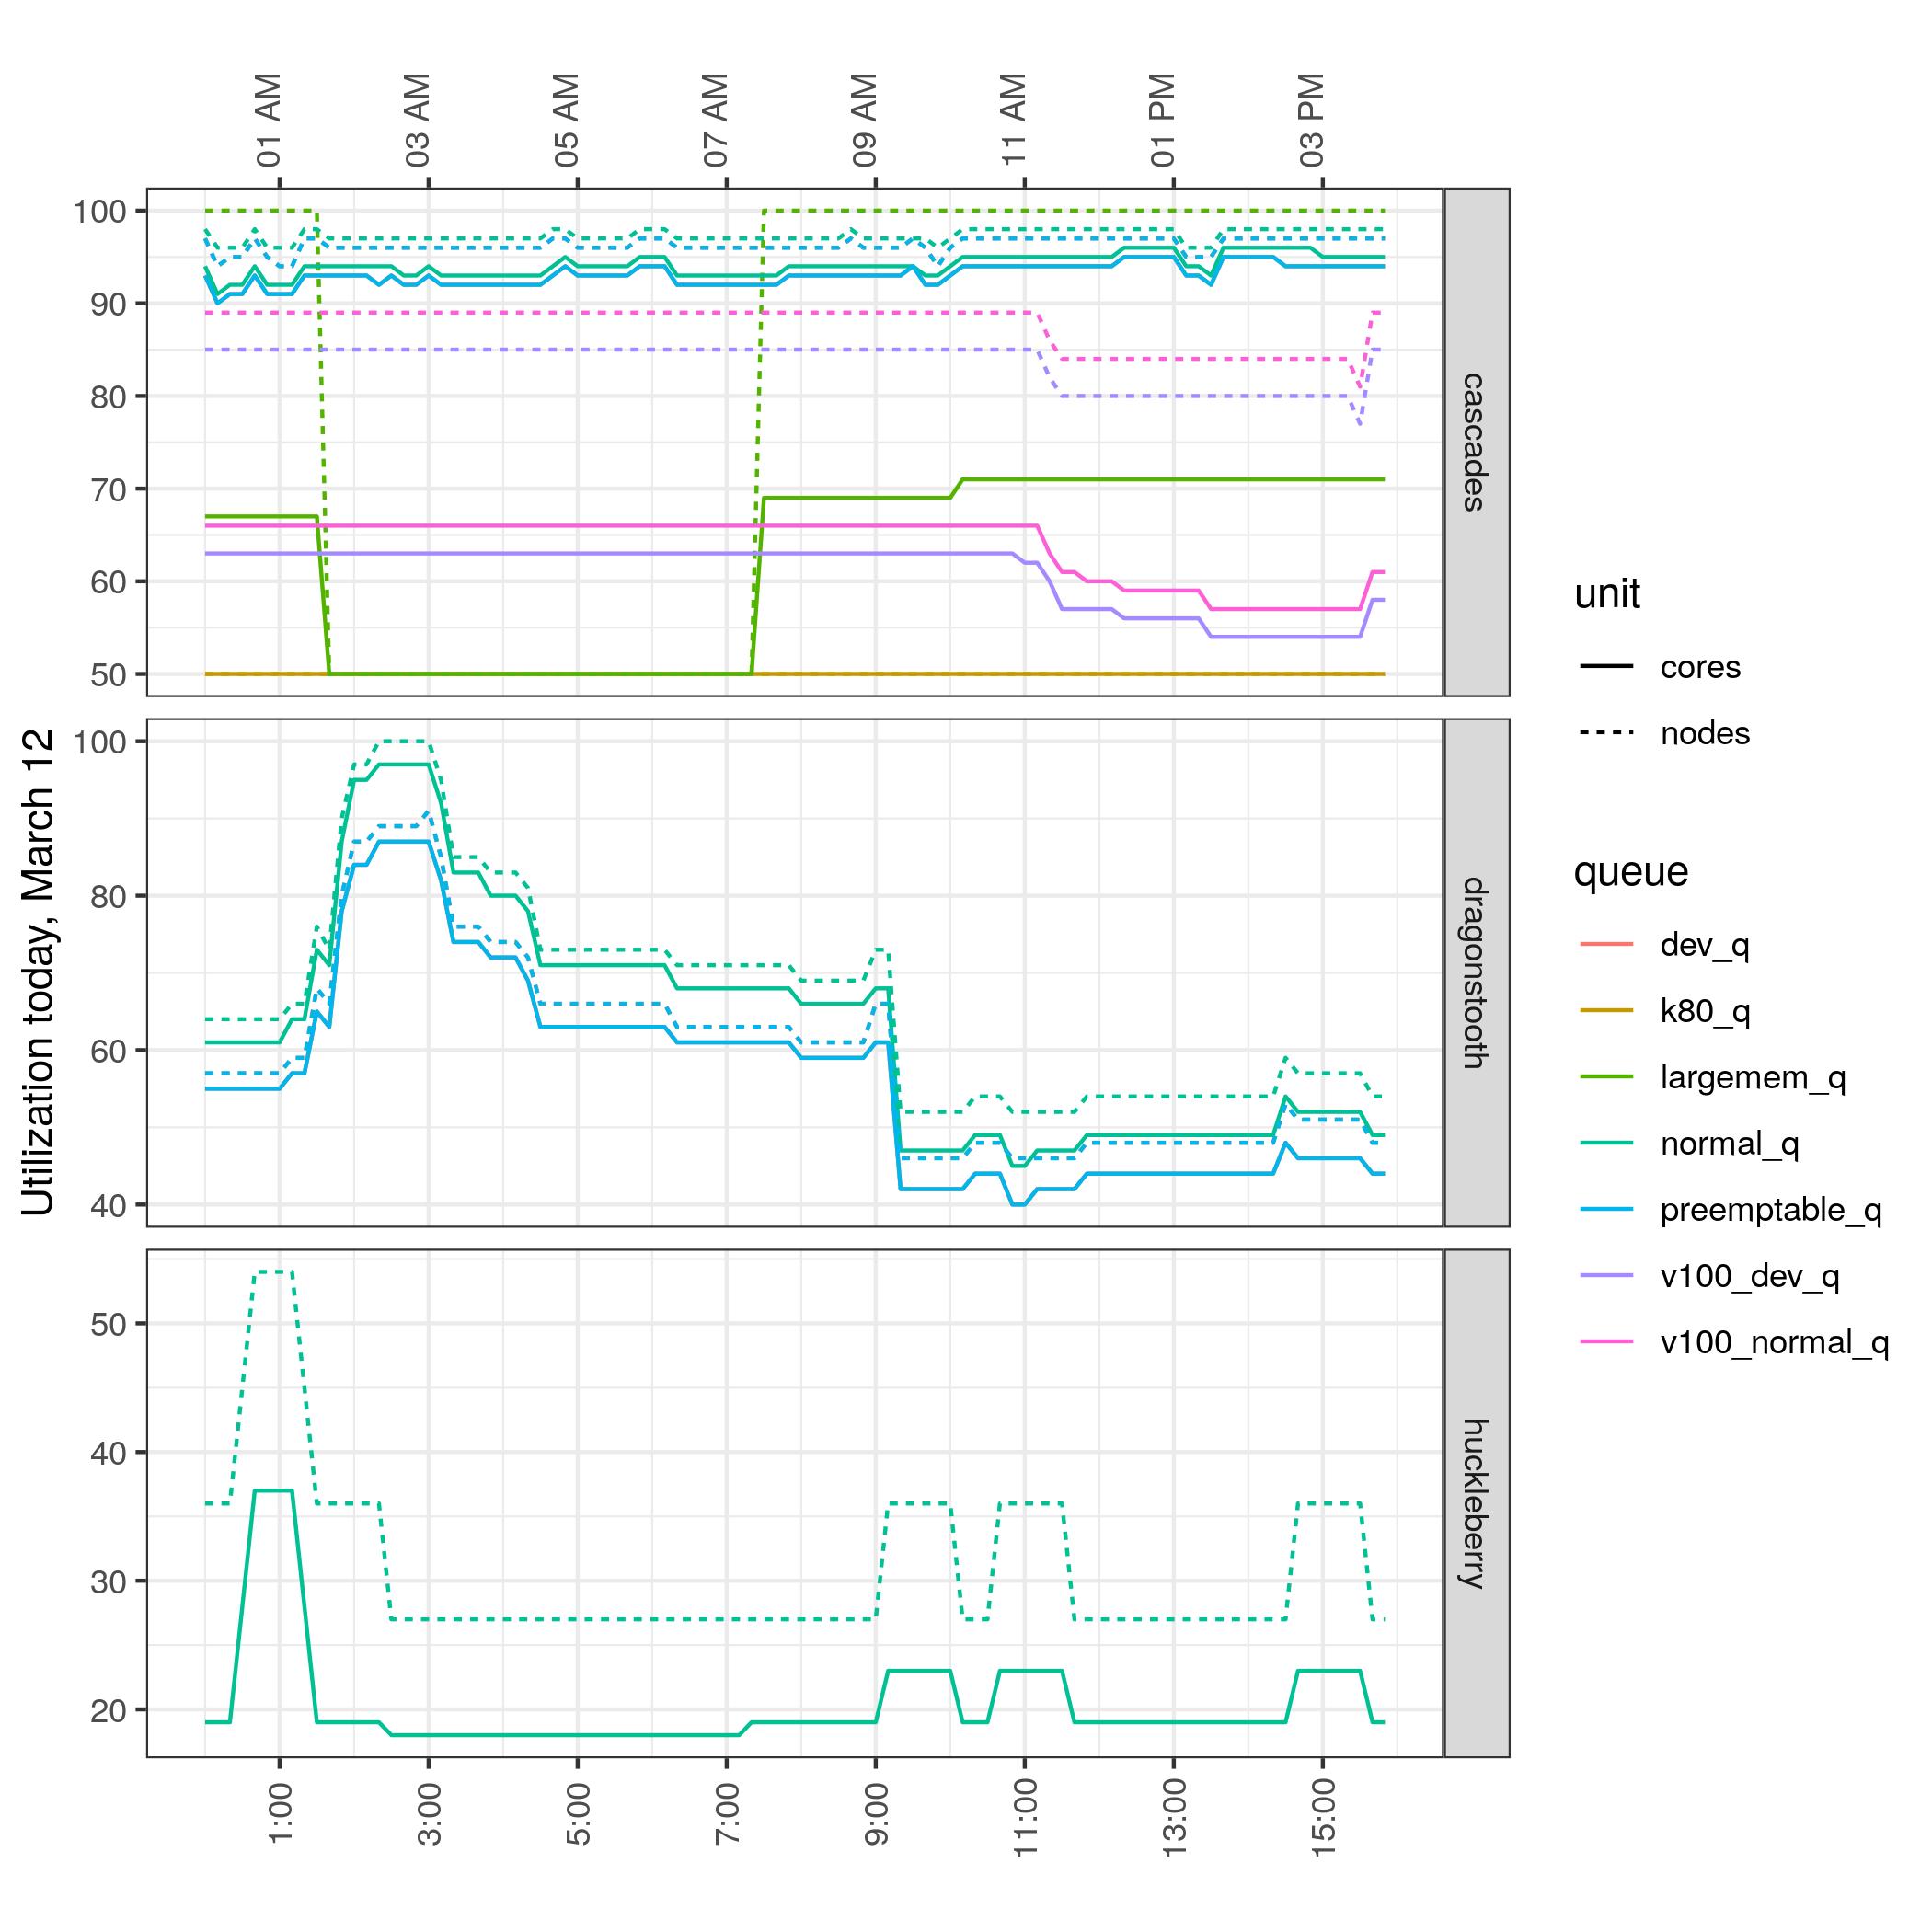 01 AM
03 AM
05 AM
07 AM
09 AM
11 AM
01 PM
03 PM
Utilization today, March 12
100
90
80
70
60
50
cascades
100
80
60
40
dragonstooth
50
40
30
20
huckleberry
1:00
3:00
5:00
7:00
9:00
11:00
13:00
15:00
unit
cores
nodes
queue
dev_q
k80_q
largemem_q
normal_q
preemptable_q
v100_dev_q
v100_normal_q